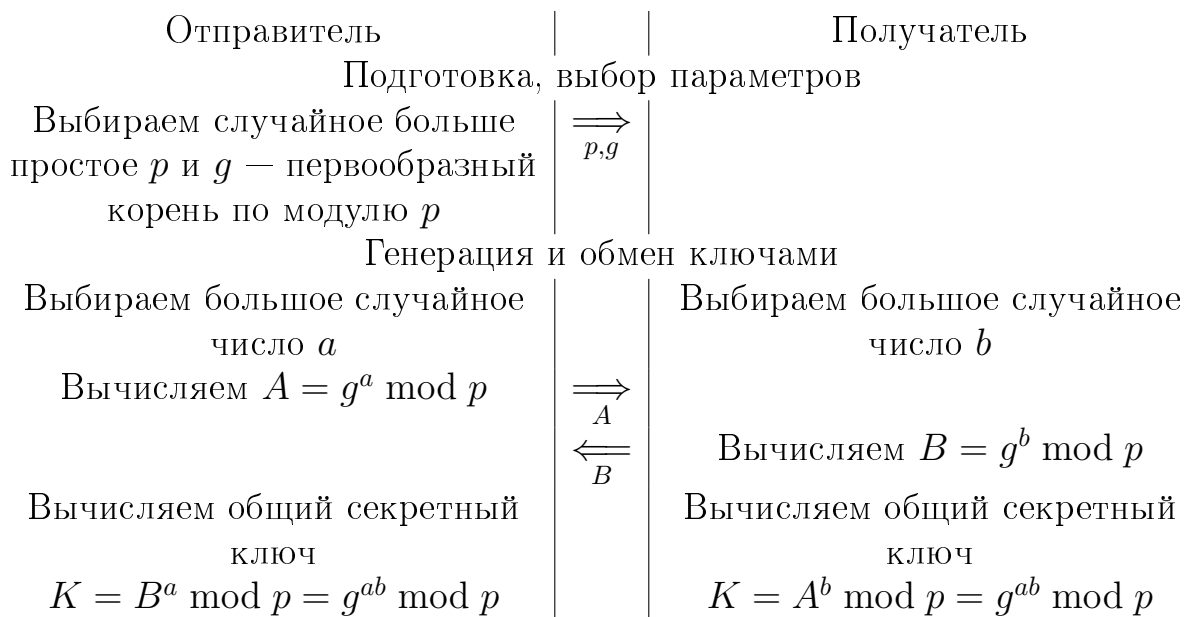 Отправитель Получатель
Подготовка, выбор параметров
Выбираем случайное больше ⟹
p,g
простое p и g — первообразный
корень по модулю p
Генерация и обмен ключами
Выбираем большое случайное Выбираем большое случайное
число a число b
Вычисляем A = g^a mod p ⟹
A
⟸ Вычисляем B = g^b mod p
B
Вычисляем общий секретный Вычисляем общий секретный
ключ ключ
K = B^a mod p = g^{ab} mod p K = A^b mod p = g^{ab} mod p